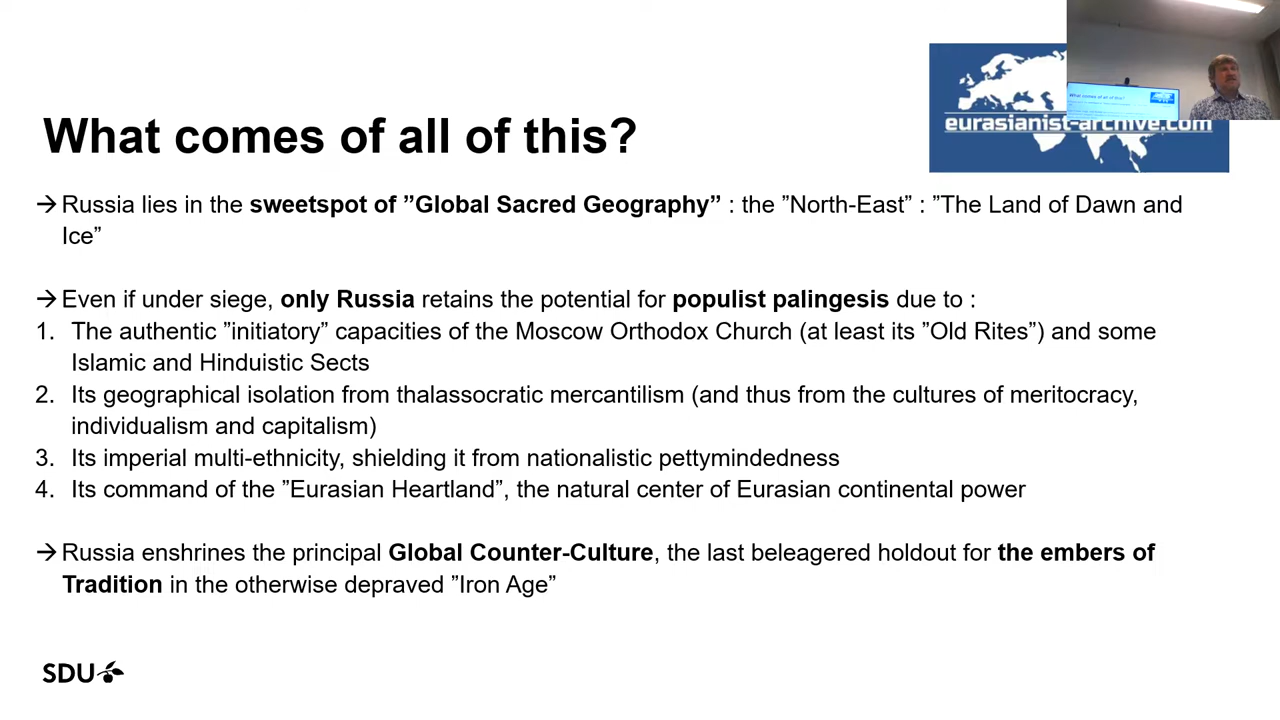 eurasianist-archive.com
What comes of all of this?
What comes of all of this?
→ Russia lies in the sweetspot of ”Global Sacred Geography” : the ”North-East” : ”The Land of Dawn and
Ice”
→ Even if under siege, only Russia retains the potential for populist palingesis due to :
1. The authentic ”initiatory” capacities of the Moscow Orthodox Church (at least its ”Old Rites”) and some
Islamic and Hinduistic Sects
2. Its geographical isolation from thalassocratic mercantilism (and thus from the cultures of meritocracy,
individualism and capitalism)
3. Its imperial multi-ethnicity, shielding it from nationalistic pettymindedness
4. Its command of the ”Eurasian Heartland”, the natural center of Eurasian continental power
→ Russia enshrines the principal Global Counter-Culture, the last beleagered holdout for the embers of
Tradition in the otherwise depraved ”Iron Age”
SDU